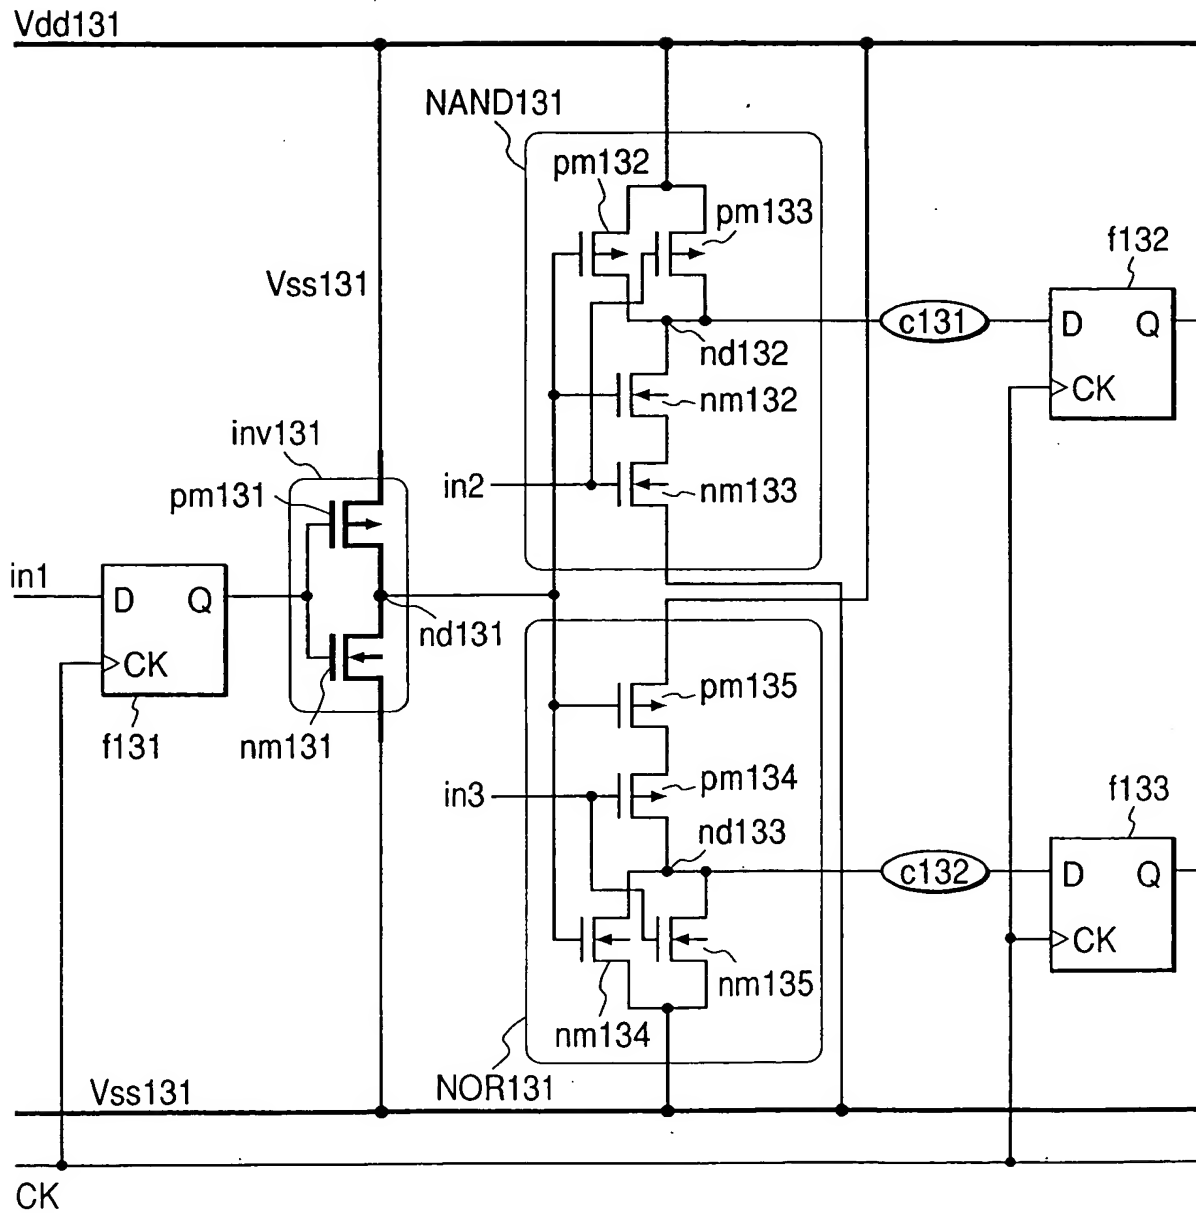 Vdd131
NAND131
pm132
pm133
f132
Vss131
D Q
c131
nd132
CK
nm132
inv131
pm131
in2
nm133
in1
D Q
nd131
CK
pm135
f131
nm131
in3
pm134
f133
nd133
D Q
c132
CK
nm135
nm134
Vss131
NOR131
CK